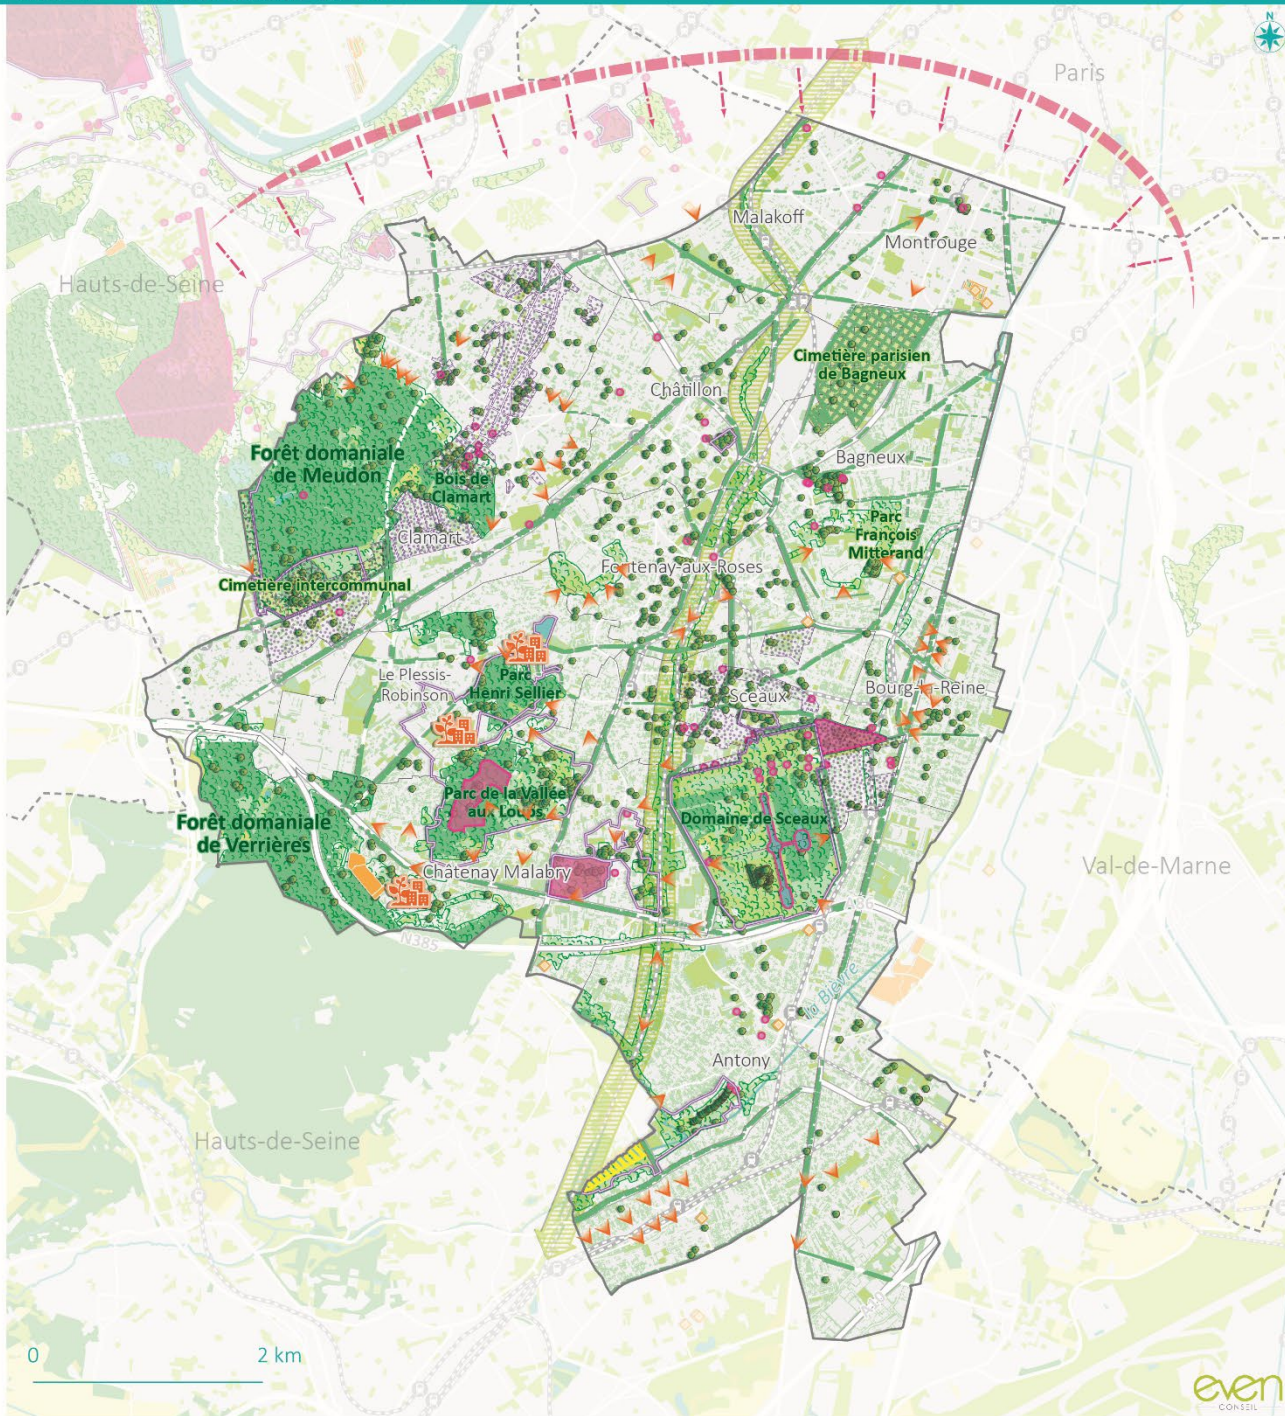 N
Paris
Malakoff
Montrouge
Hauts-de-Seine
Cimetière parisien
de Bagneux
Châtillon
Forêt domaniale
de Meudon
Bagneux
Bois de
Clamart
Parc
François
Mitterand
Clamart
Fontenay-aux-Roses
Cimetière intercommunal
Le Plessis-
Robinson
Parc
Henri Sellier
Sceaux
Bourg-la-Reine
Parc de la Vallée
aux Loups
Domaine de Sceaux
Forêt domaniale
de Verrières
Châtenay Malabry
Val-de-Marne
N385
la Bièvre
Antony
Hauts-de-Seine
0
2 km
even
CONSEIL